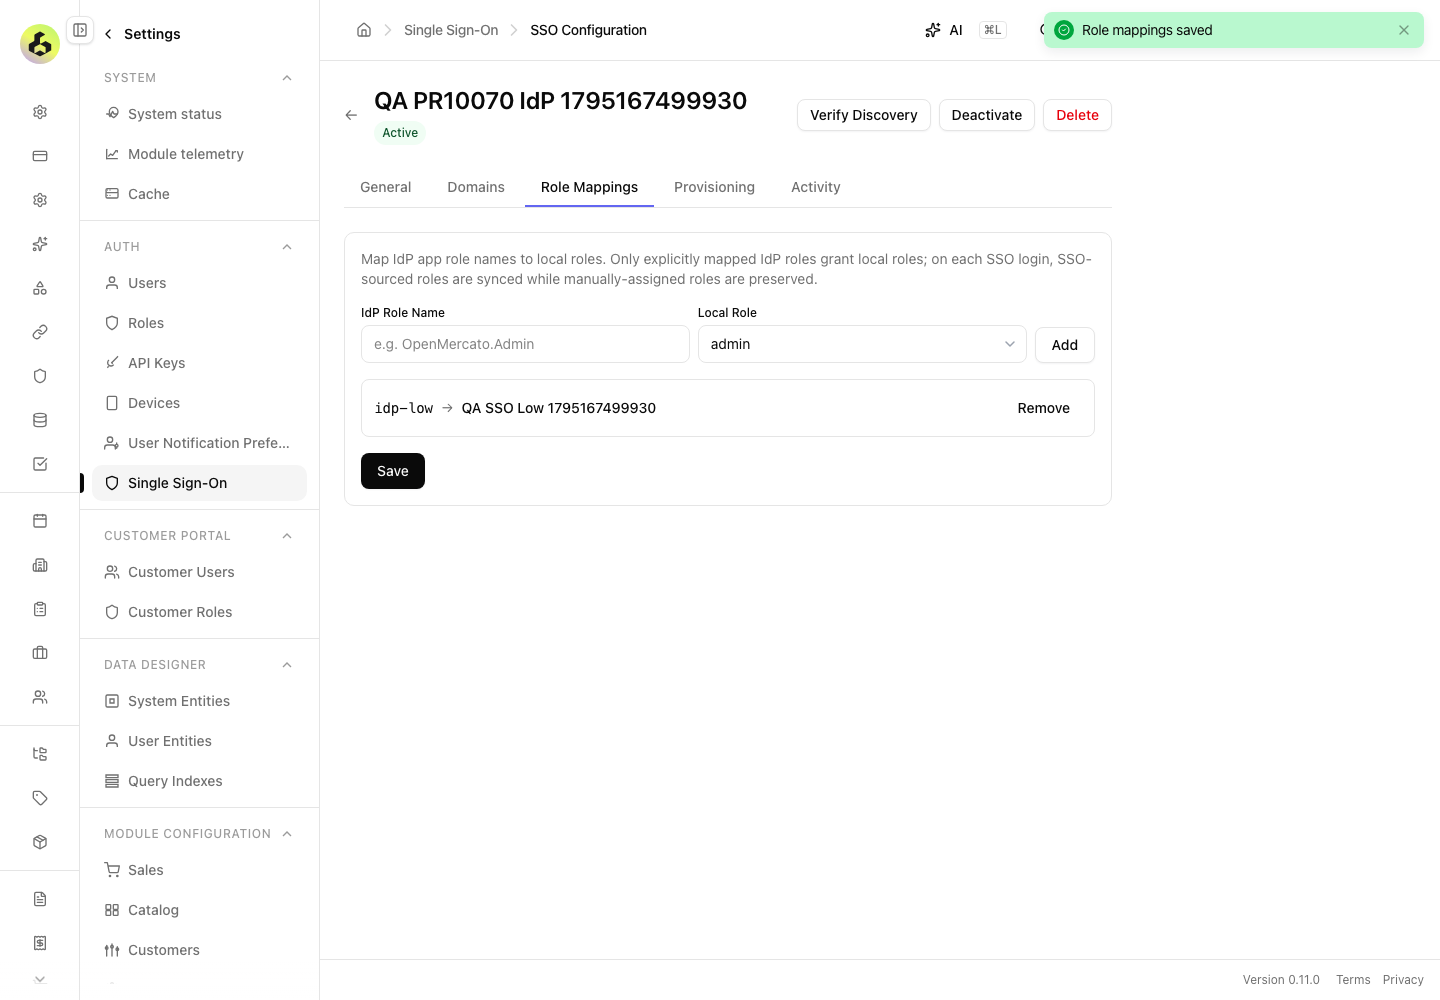 Settings
SYSTEM
System status
Module telemetry
Cache
AUTH
Users
Roles
API Keys
Devices
User Notification Prefe...
Single Sign-On
CUSTOMER PORTAL
Customer Users
Customer Roles
DATA DESIGNER
System Entities
User Entities
Query Indexes
MODULE CONFIGURATION
Sales
Catalog
Customers
Single Sign-On
SSO Configuration
AI
⌘L
Role mappings saved
QA PR10070 IdP 1795167499930
Active
Verify Discovery
Deactivate
Delete
General
Domains
Role Mappings
Provisioning
Activity
Map IdP app role names to local roles. Only explicitly mapped IdP roles grant local roles; on each SSO login, SSO-
sourced roles are synced while manually-assigned roles are preserved.
IdP Role Name
Local Role
e.g. OpenMercato.Admin
admin
Add
idp-low → QA SSO Low 1795167499930
Remove
Save
Version 0.11.0
Terms
Privacy